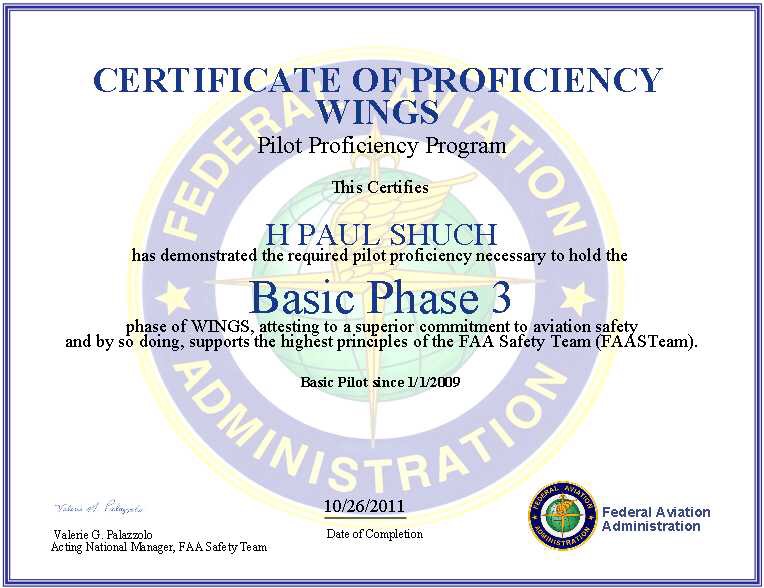 CERTIFICATE OF PROFICIENCY
WINGS
Pilot Proficiency Program
This Certifies
H PAUL SHUCH
has demonstrated the required pilot proficiency necessary to hold the
Basic Phase 3
phase of WINGS, attesting to a superior commitment to aviation safety
and by so doing, supports the highest principles of the FAA Safety Team (FAASTeam).
Basic Pilot since 1/1/2009
FEDERAL AVIATION
ADMINISTRATION
Valerie G. Palazzolo
10/26/2011
Valerie G. Palazzolo
Acting National Manager, FAA Safety Team
Date of Completion
FEDERAL AVIATION
ADMINISTRATION
Federal Aviation
Administration